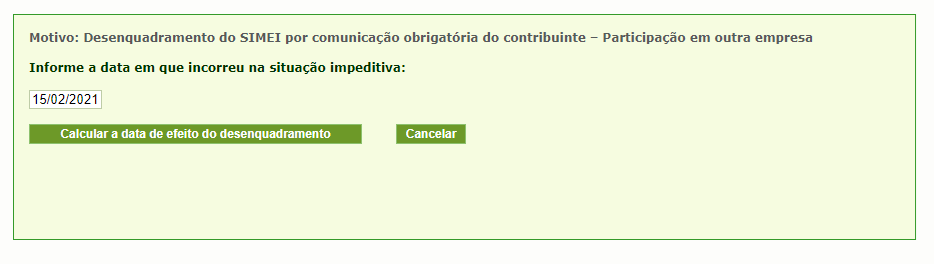 Motivo: Desenquadramento do SIMEI por comunicação obrigatória do contribuinte – Participação em outra empresa
Informe a data em que incorreu na situação impeditiva:
15/02/2021
Calcular a data de efeito do desenquadramento
Cancelar